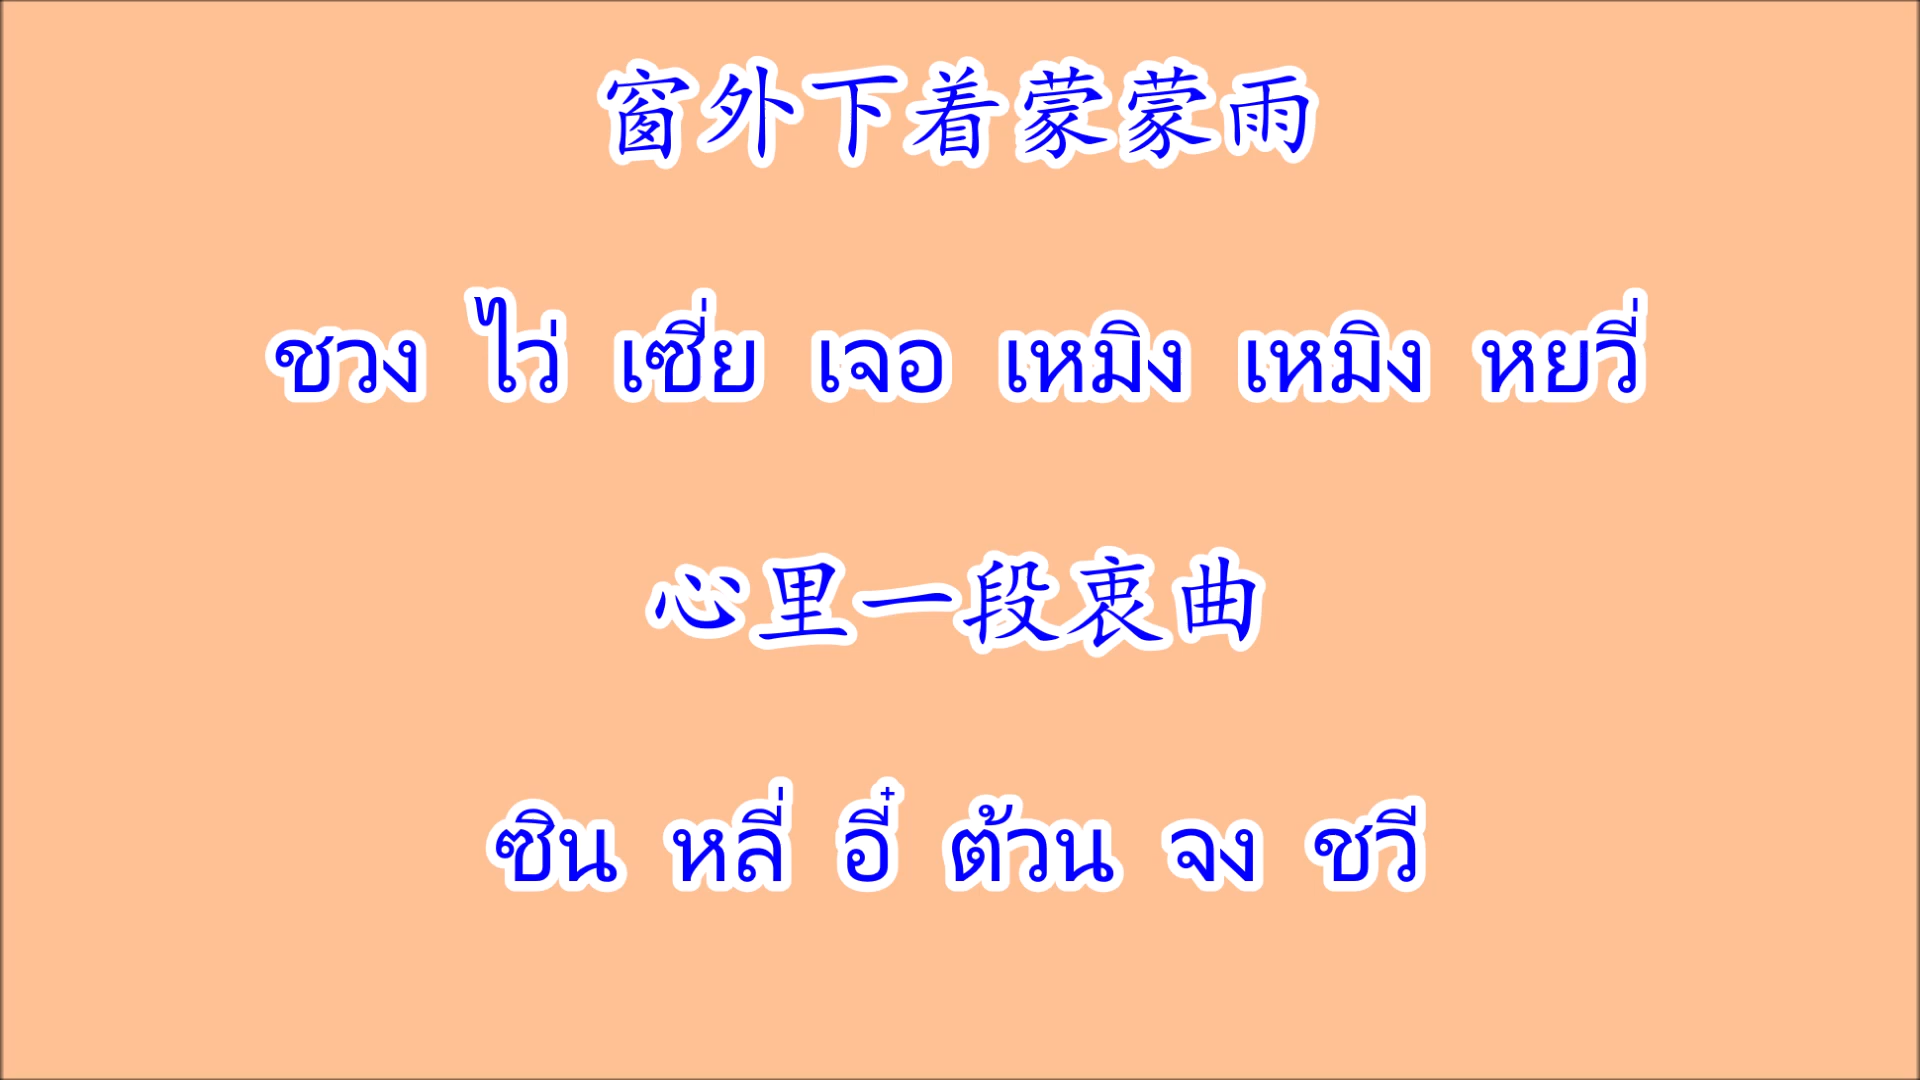 窗外下着蒙蒙雨
ชวง ไว่ เซี่ย เจอ เหมิง เหมิง หยวี่
心里一段衷曲
ซิน หลี่ อี๋ ต้วน จง ชวี